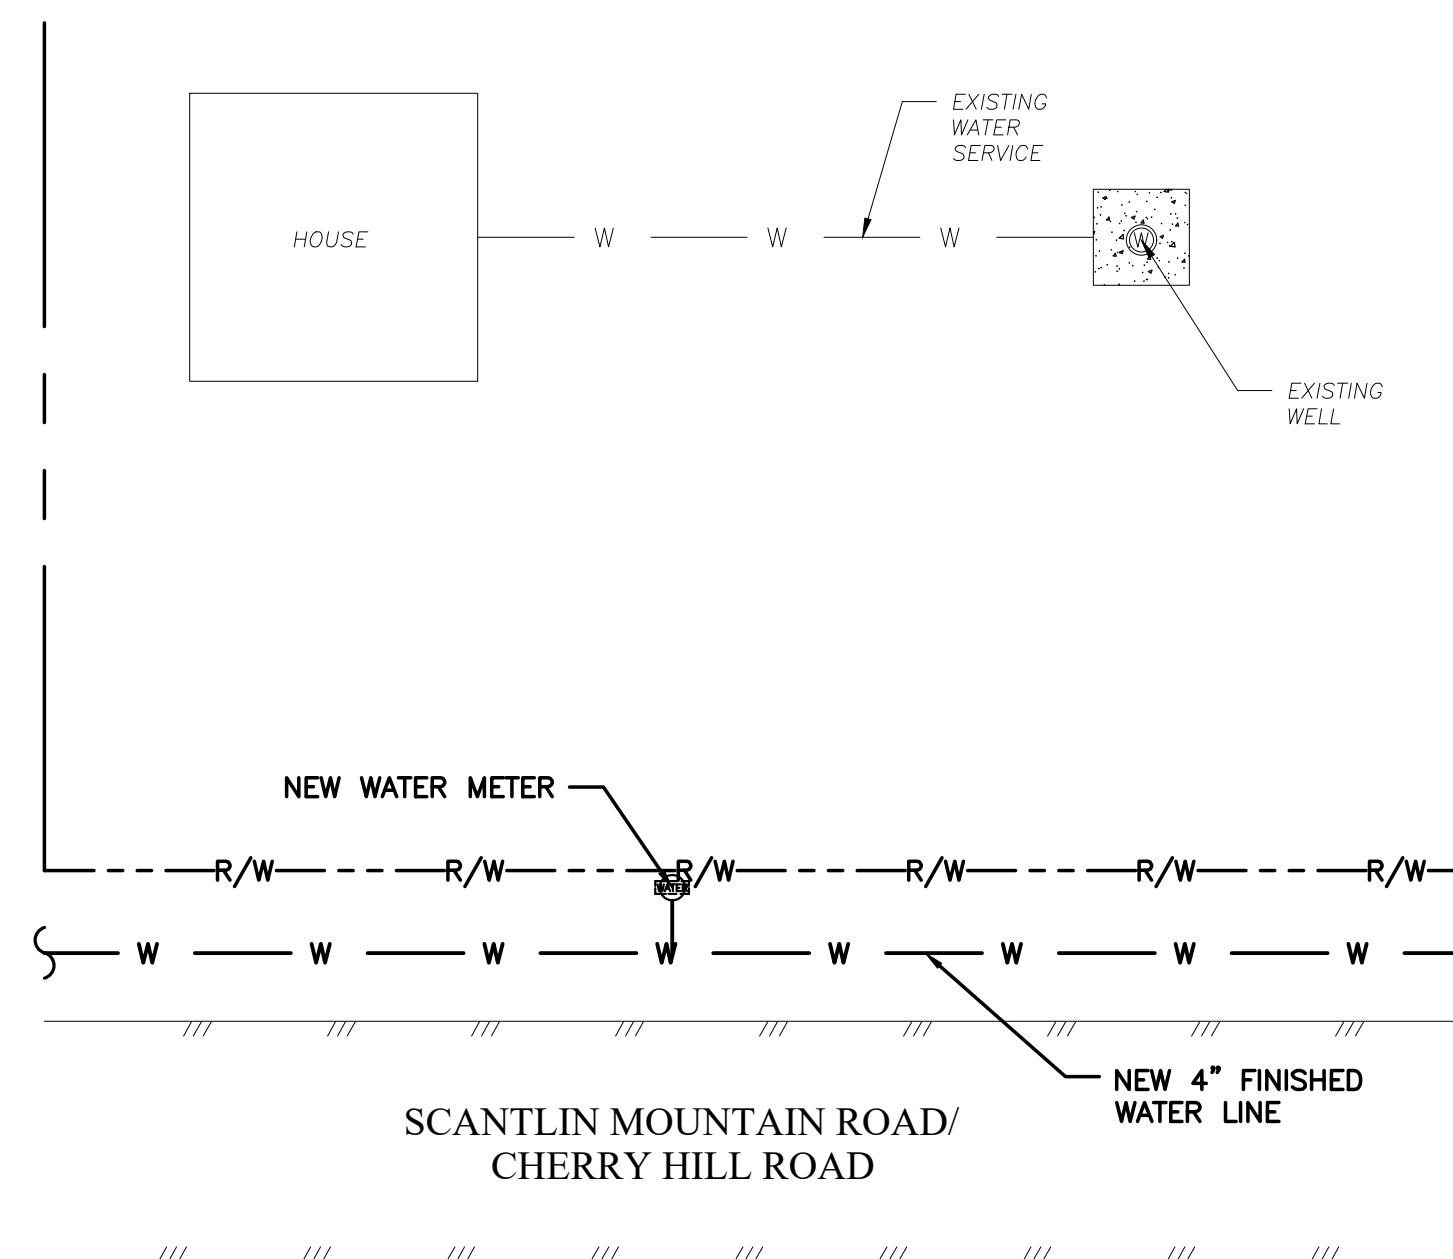 EXISTING
WATER
SERVICE
HOUSE
W W W
W
EXISTING
WELL
NEW WATER METER
R/W R/W R/W R/W R/W R/W
WATER
W W W W W W W W
NEW 4" FINISHED
WATER LINE
SCANTLIN MOUNTAIN ROAD/
CHERRY HILL ROAD